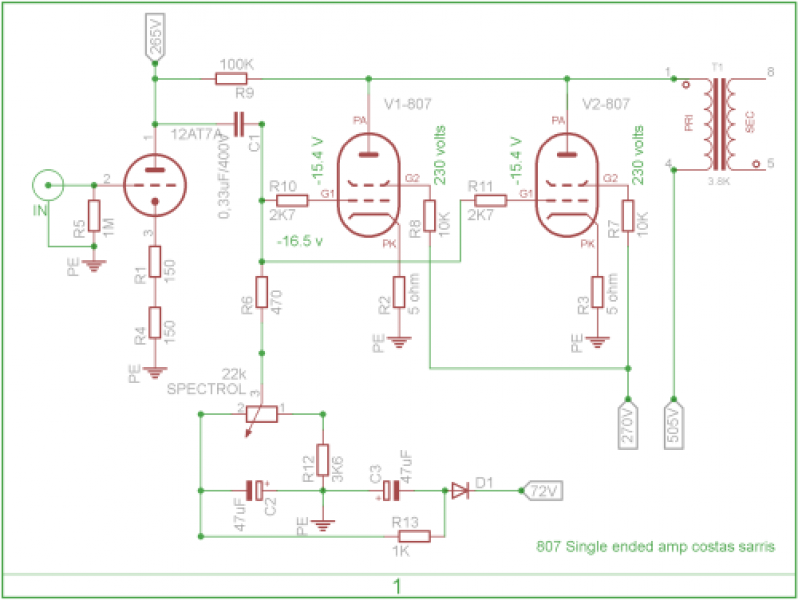 265V
100K
R9
T1
1
8
V1-807
V2-807
PA
PA
1
12AT7A
0,33uF/400V
C1
-15.4 V
230 volts
-15.4 V
230 volts
PRI
SEC
4
5
3.8K
IN
2
R5
1M
R10
2K7
G1
G2
R8
10K
R11
2K7
G1
G2
R7
10K
3
-16.5 v
PK
PK
PE
R1
150
R6
470
R2
5 ohm
R3
5 ohm
R4
150
PE
PE
PE
22k
SPECTROL
3
2
1
270V
505V
R12
3K6
C3
47uF
47uF
C2
D1
72V
PE
R13
1K
807 Single ended amp costas sarris
1